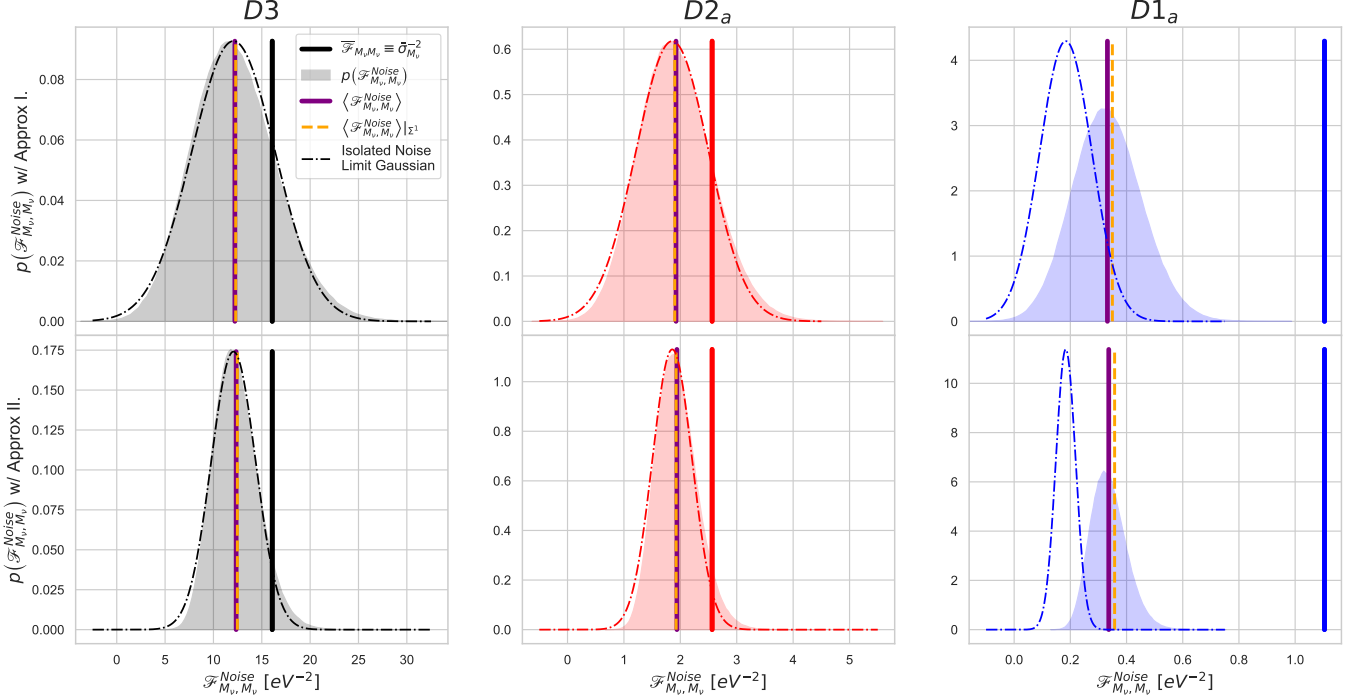 D3
D2ₐ
D1ₐ
p(ℱ^{Noise}_{M_ν, M_ν}) w/ Approx I.
0.08
0.06
0.04
0.02
0.00
ℱ̅_{M_νM_ν} ≡ σ̄^{-2}_{M_ν}
p(ℱ^{Noise}_{M_ν, M_ν})
⟨ℱ^{Noise}_{M_ν, M_ν}⟩
⟨ℱ^{Noise}_{M_ν, M_ν}⟩|_{Σ^1}
Isolated Noise
Limit Gaussian
0.6
0.5
0.4
0.3
0.2
0.1
0.0
4
3
2
1
0
p(ℱ^{Noise}_{M_ν, M_ν}) w/ Approx II.
0.175
0.150
0.125
0.100
0.075
0.050
0.025
0.000
1.0
0.8
0.6
0.4
0.2
0.0
10
8
6
4
2
0
0 5 10 15 20 25 30
0 1 2 3 4 5
0.0 0.2 0.4 0.6 0.8 1.0
ℱ^{Noise}_{M_ν, M_ν} [eV^{-2}]
ℱ^{Noise}_{M_ν, M_ν} [eV^{-2}]
ℱ^{Noise}_{M_ν, M_ν} [eV^{-2}]